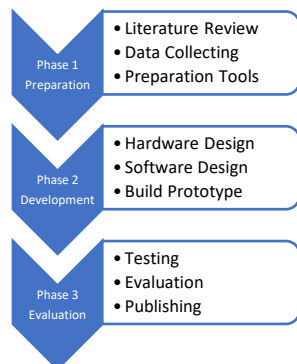 Phase 1
Preparation
• Literature Review
• Data Collecting
• Preparation Tools
Phase 2
Development
• Hardware Design
• Software Design
• Build Prototype
Phase 3
Evaluation
• Testing
• Evaluation
• Publishing